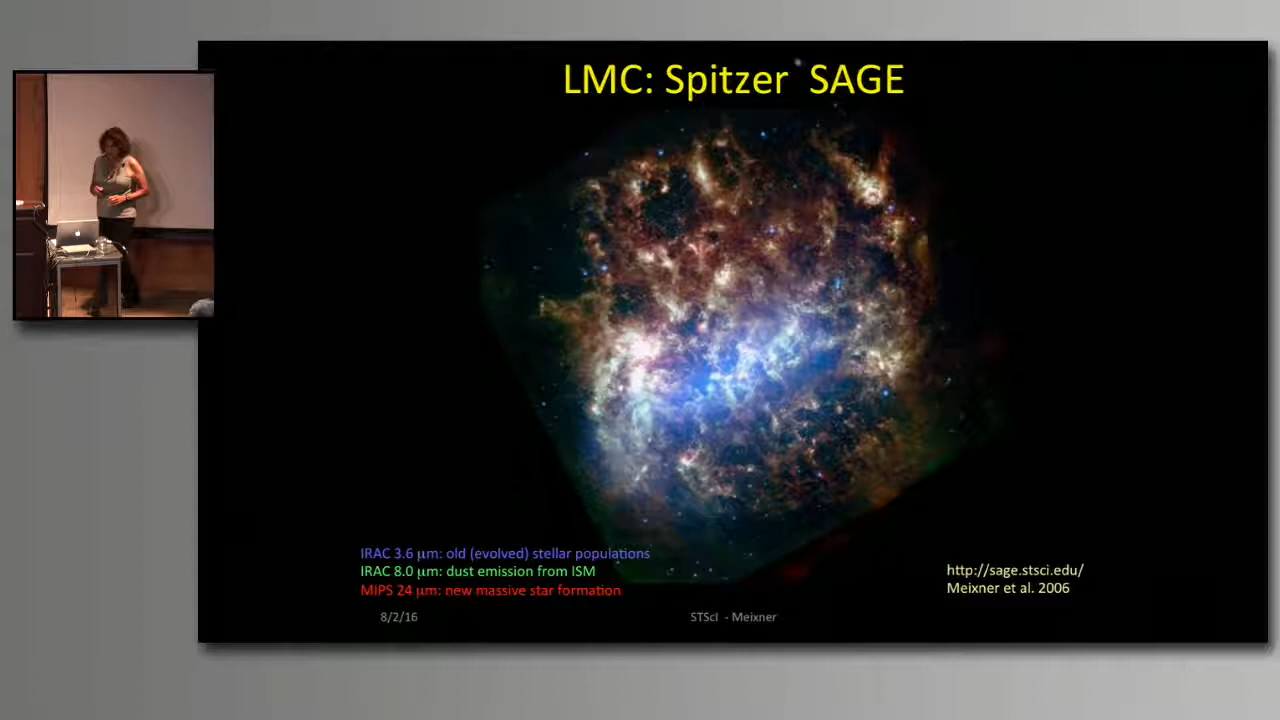 LMC: Spitzer SAGE
IRAC 3.6 μm: old (evolved) stellar populations
IRAC 8.0 μm: dust emission from ISM
MIPS 24 μm: new massive star formation
http://sage.stsci.edu/
Meixner et al. 2006
8/2/16
STScI - Meixner